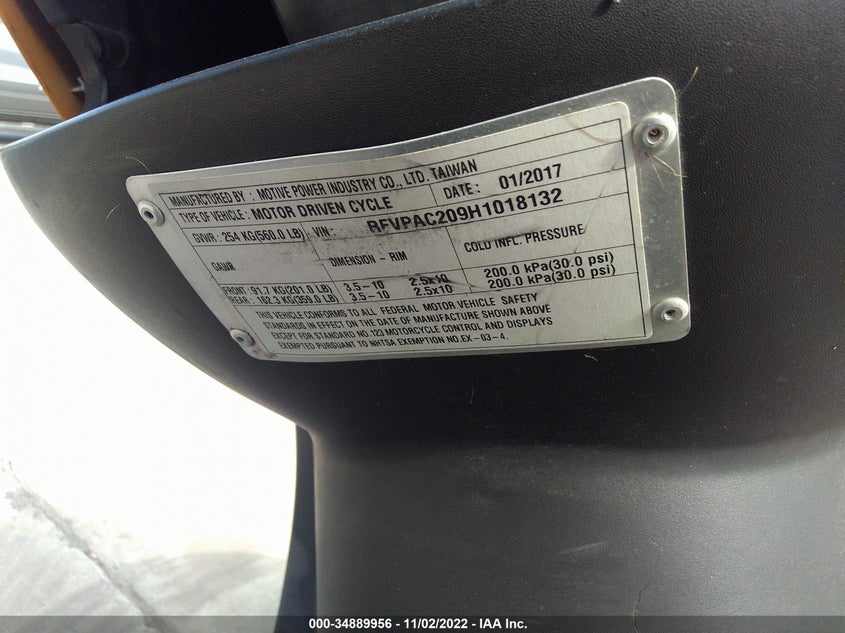 MANUFACTURED BY : MOTIVE POWER INDUSTRY CO., LTD. TAIWAN
TYPE OF VEHICLE : MOTOR DRIVEN CYCLE DATE : 01/2017
GVWR : 254 KG(560.0 LB) VIN : RFVPAC209H1018132
GAWR DIMENSION - RIM COLD INFL. PRESSURE
FRONT : 91.7 KG(201.0 LB) 3.5-10 2.5x10 200.0 kPa(30.0 psi)
REAR : 162.3 KG(359.0 LB) 3.5-10 2.5x10 200.0 kPa(30.0 psi)
THIS VEHICLE CONFORMS TO ALL FEDERAL MOTOR VEHICLE SAFETY
STANDARDS IN EFFECT ON THE DATE OF MANUFACTURE SHOWN ABOVE
EXCEPT FOR STANDARD NO.123 MOTORCYCLE CONTROL AND DISPLAYS
EXEMPTED PURSUANT TO NHTSA EXEMPTION NO.EX-03-4.
000-34889956 - 11/02/2022 - IAA Inc.